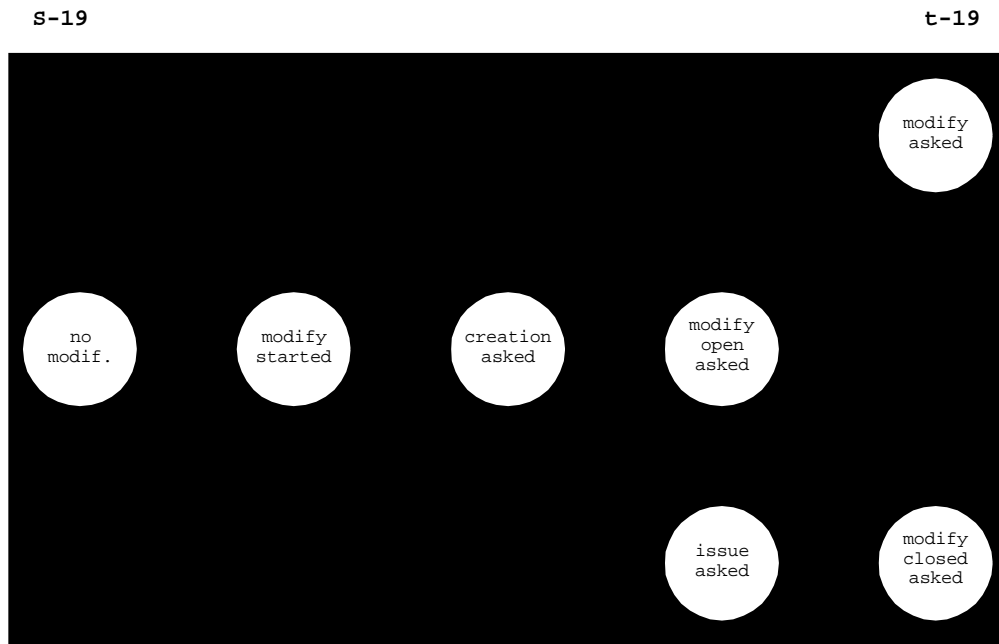 S-19
t-19
modify
asked
no
modif.
modify
started
creation
asked
modify
open
asked
issue
asked
modify
closed
asked